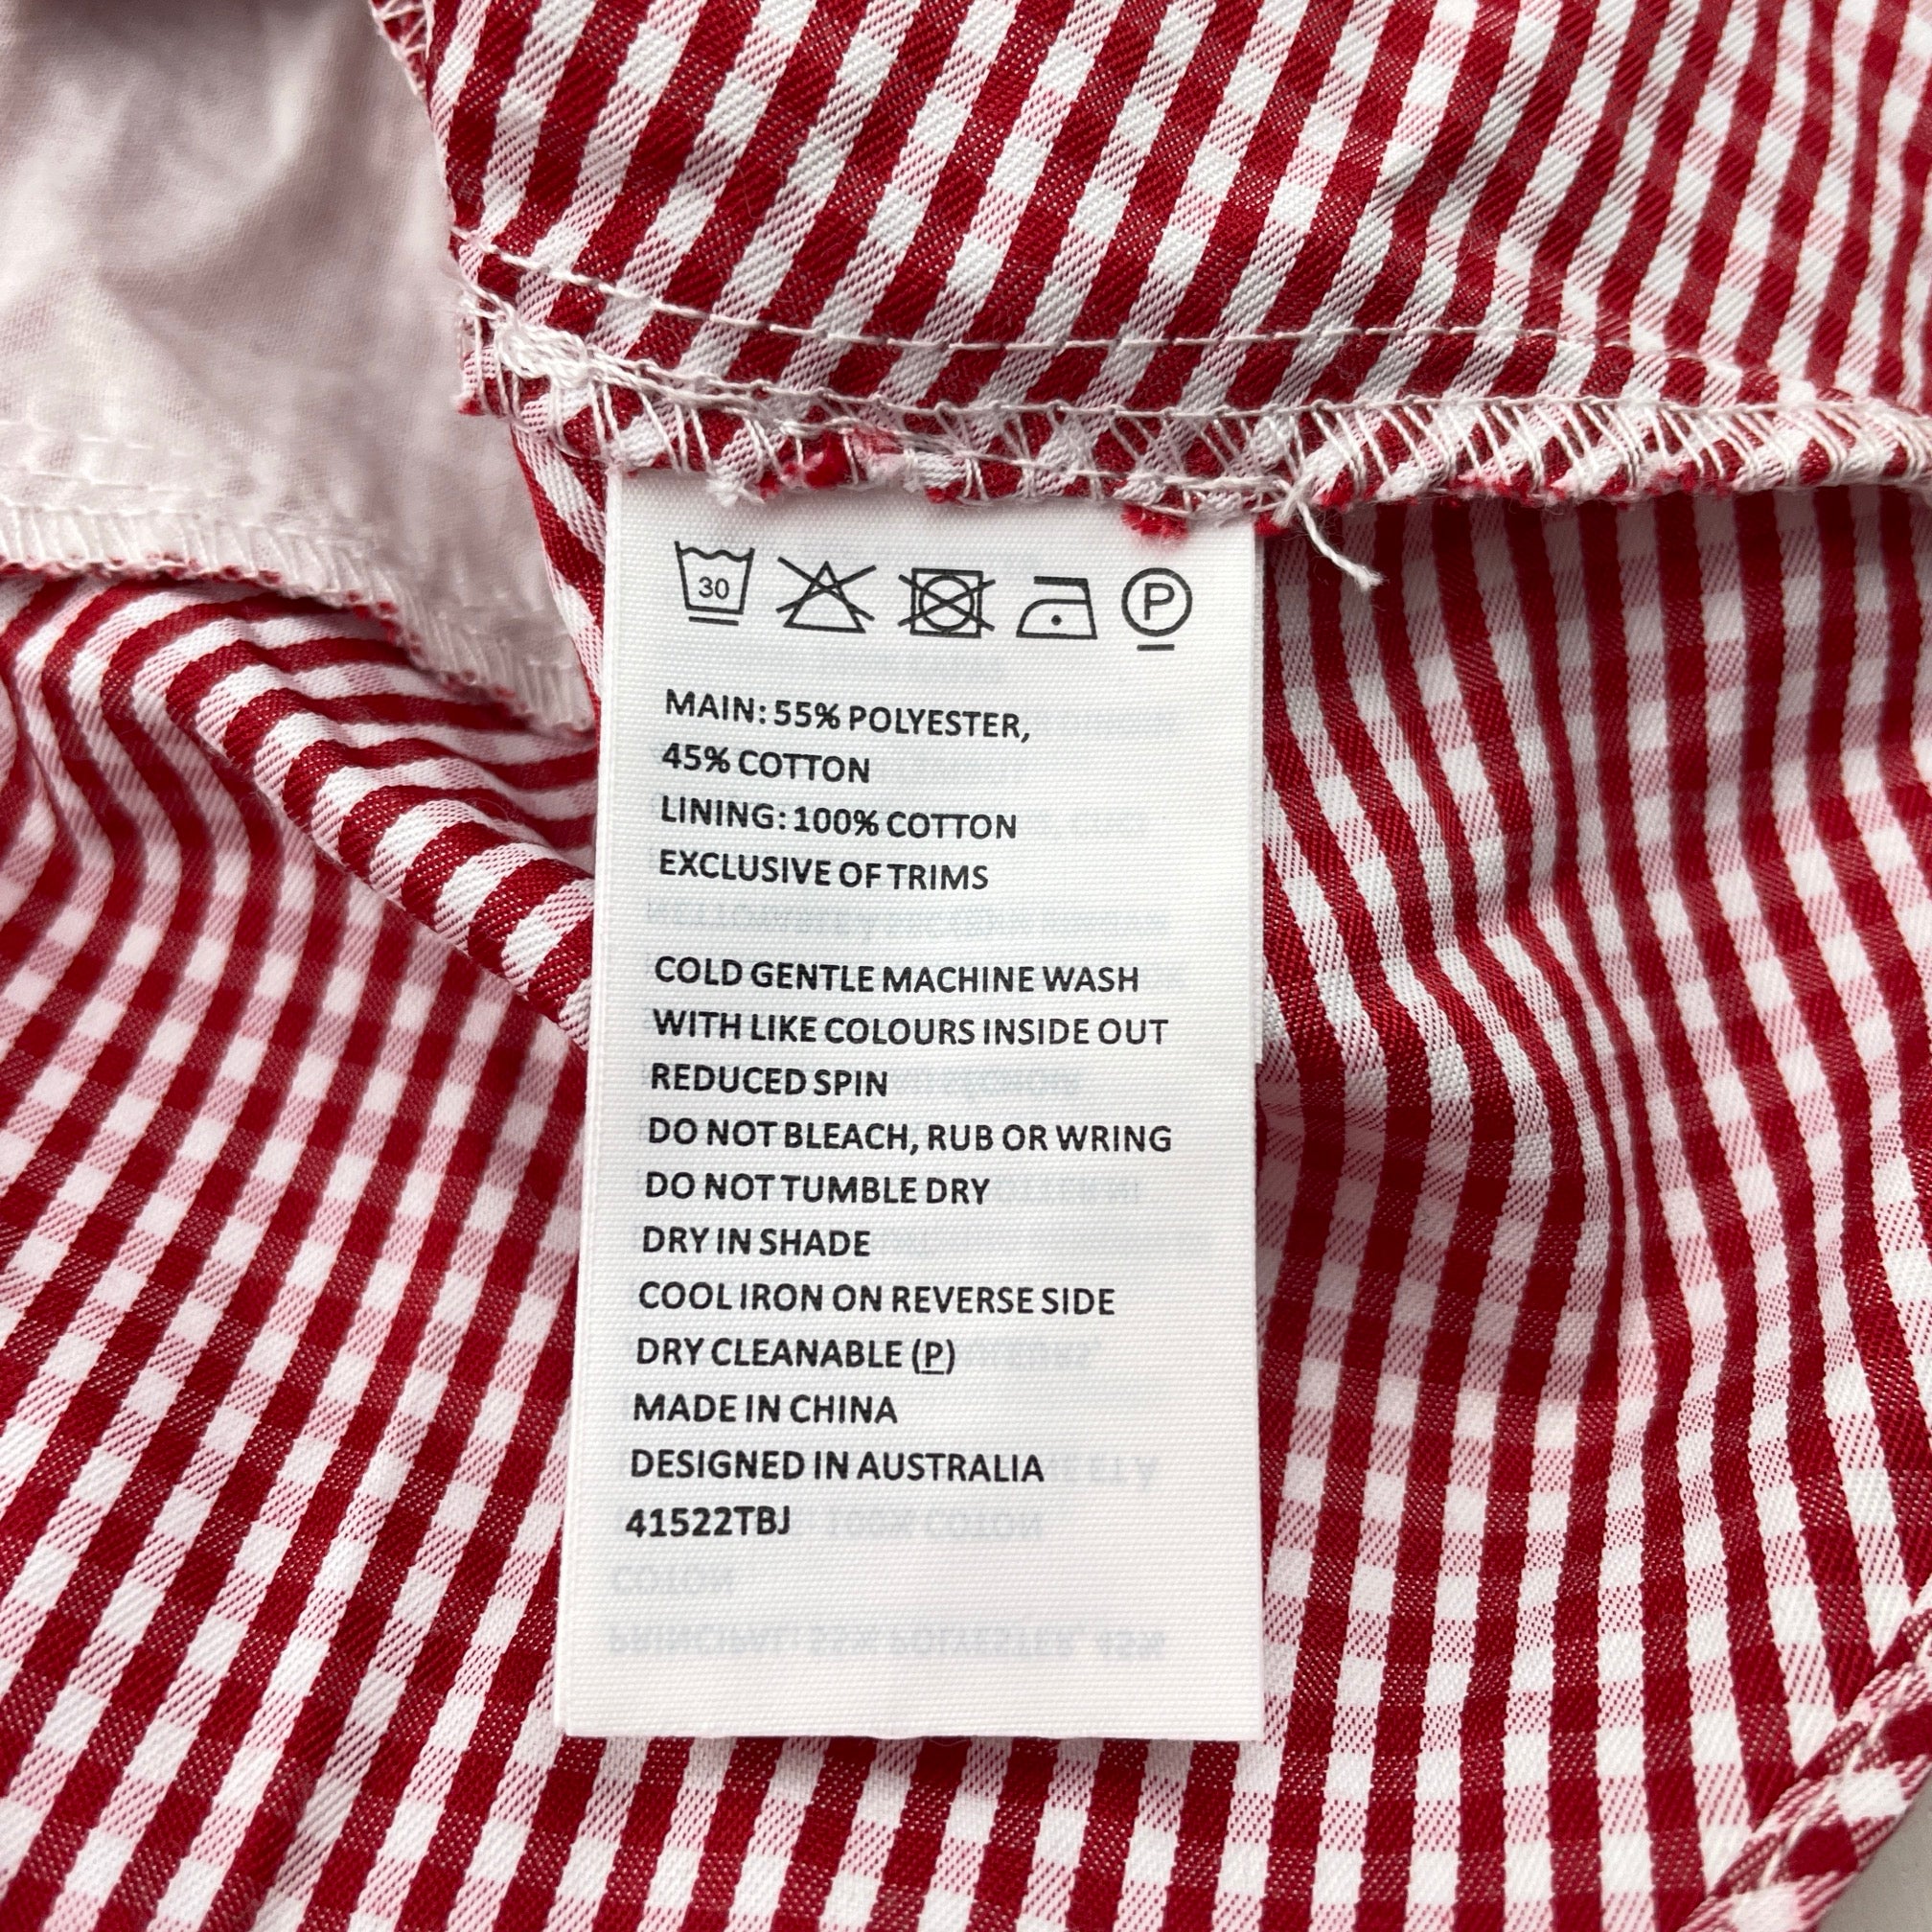 30
P
MAIN: 55% POLYESTER,
45% COTTON
LINING: 100% COTTON
EXCLUSIVE OF TRIMS
COLD GENTLE MACHINE WASH
WITH LIKE COLOURS INSIDE OUT
REDUCED SPIN
DO NOT BLEACH, RUB OR WRING
DO NOT TUMBLE DRY
DRY IN SHADE
COOL IRON ON REVERSE SIDE
DRY CLEANABLE (P)
MADE IN CHINA
DESIGNED IN AUSTRALIA
41522TBJ